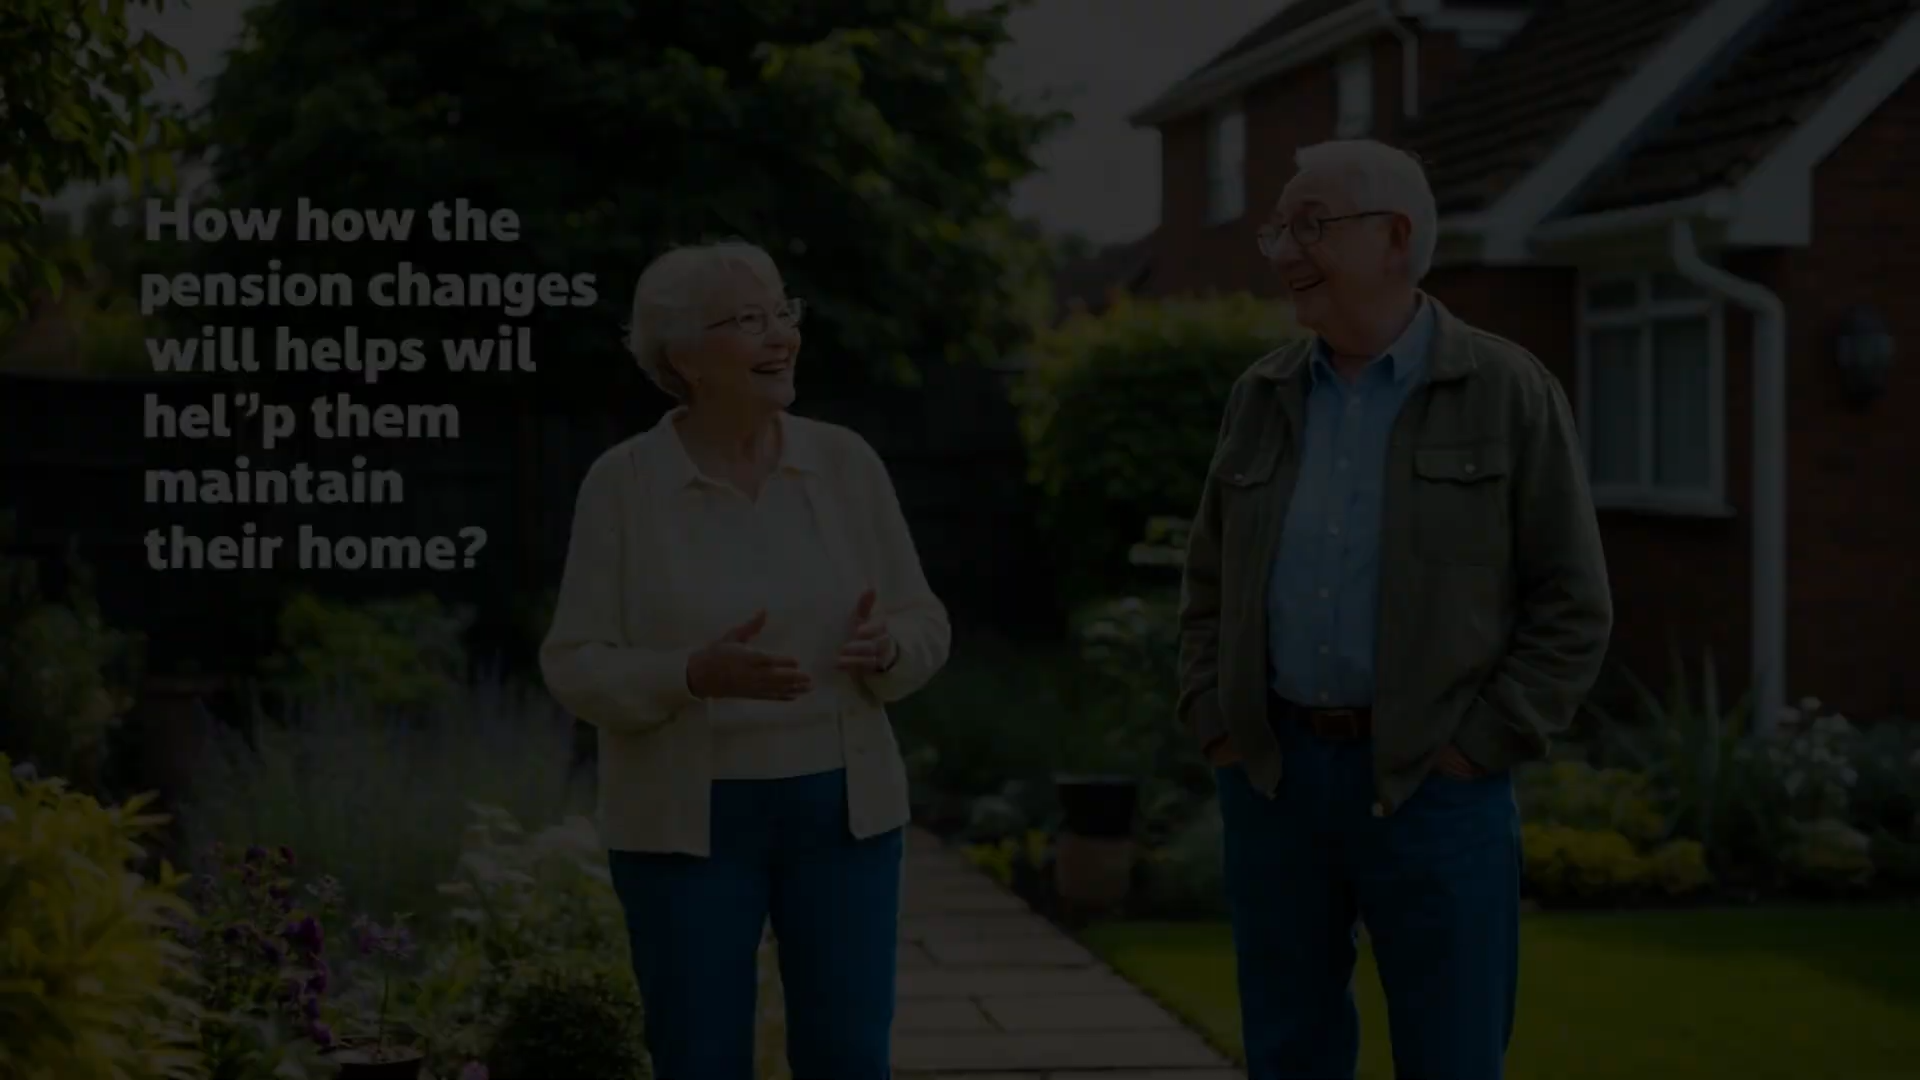 How how the
pension changes
will helps wil
hel"p them
maintain
their home?